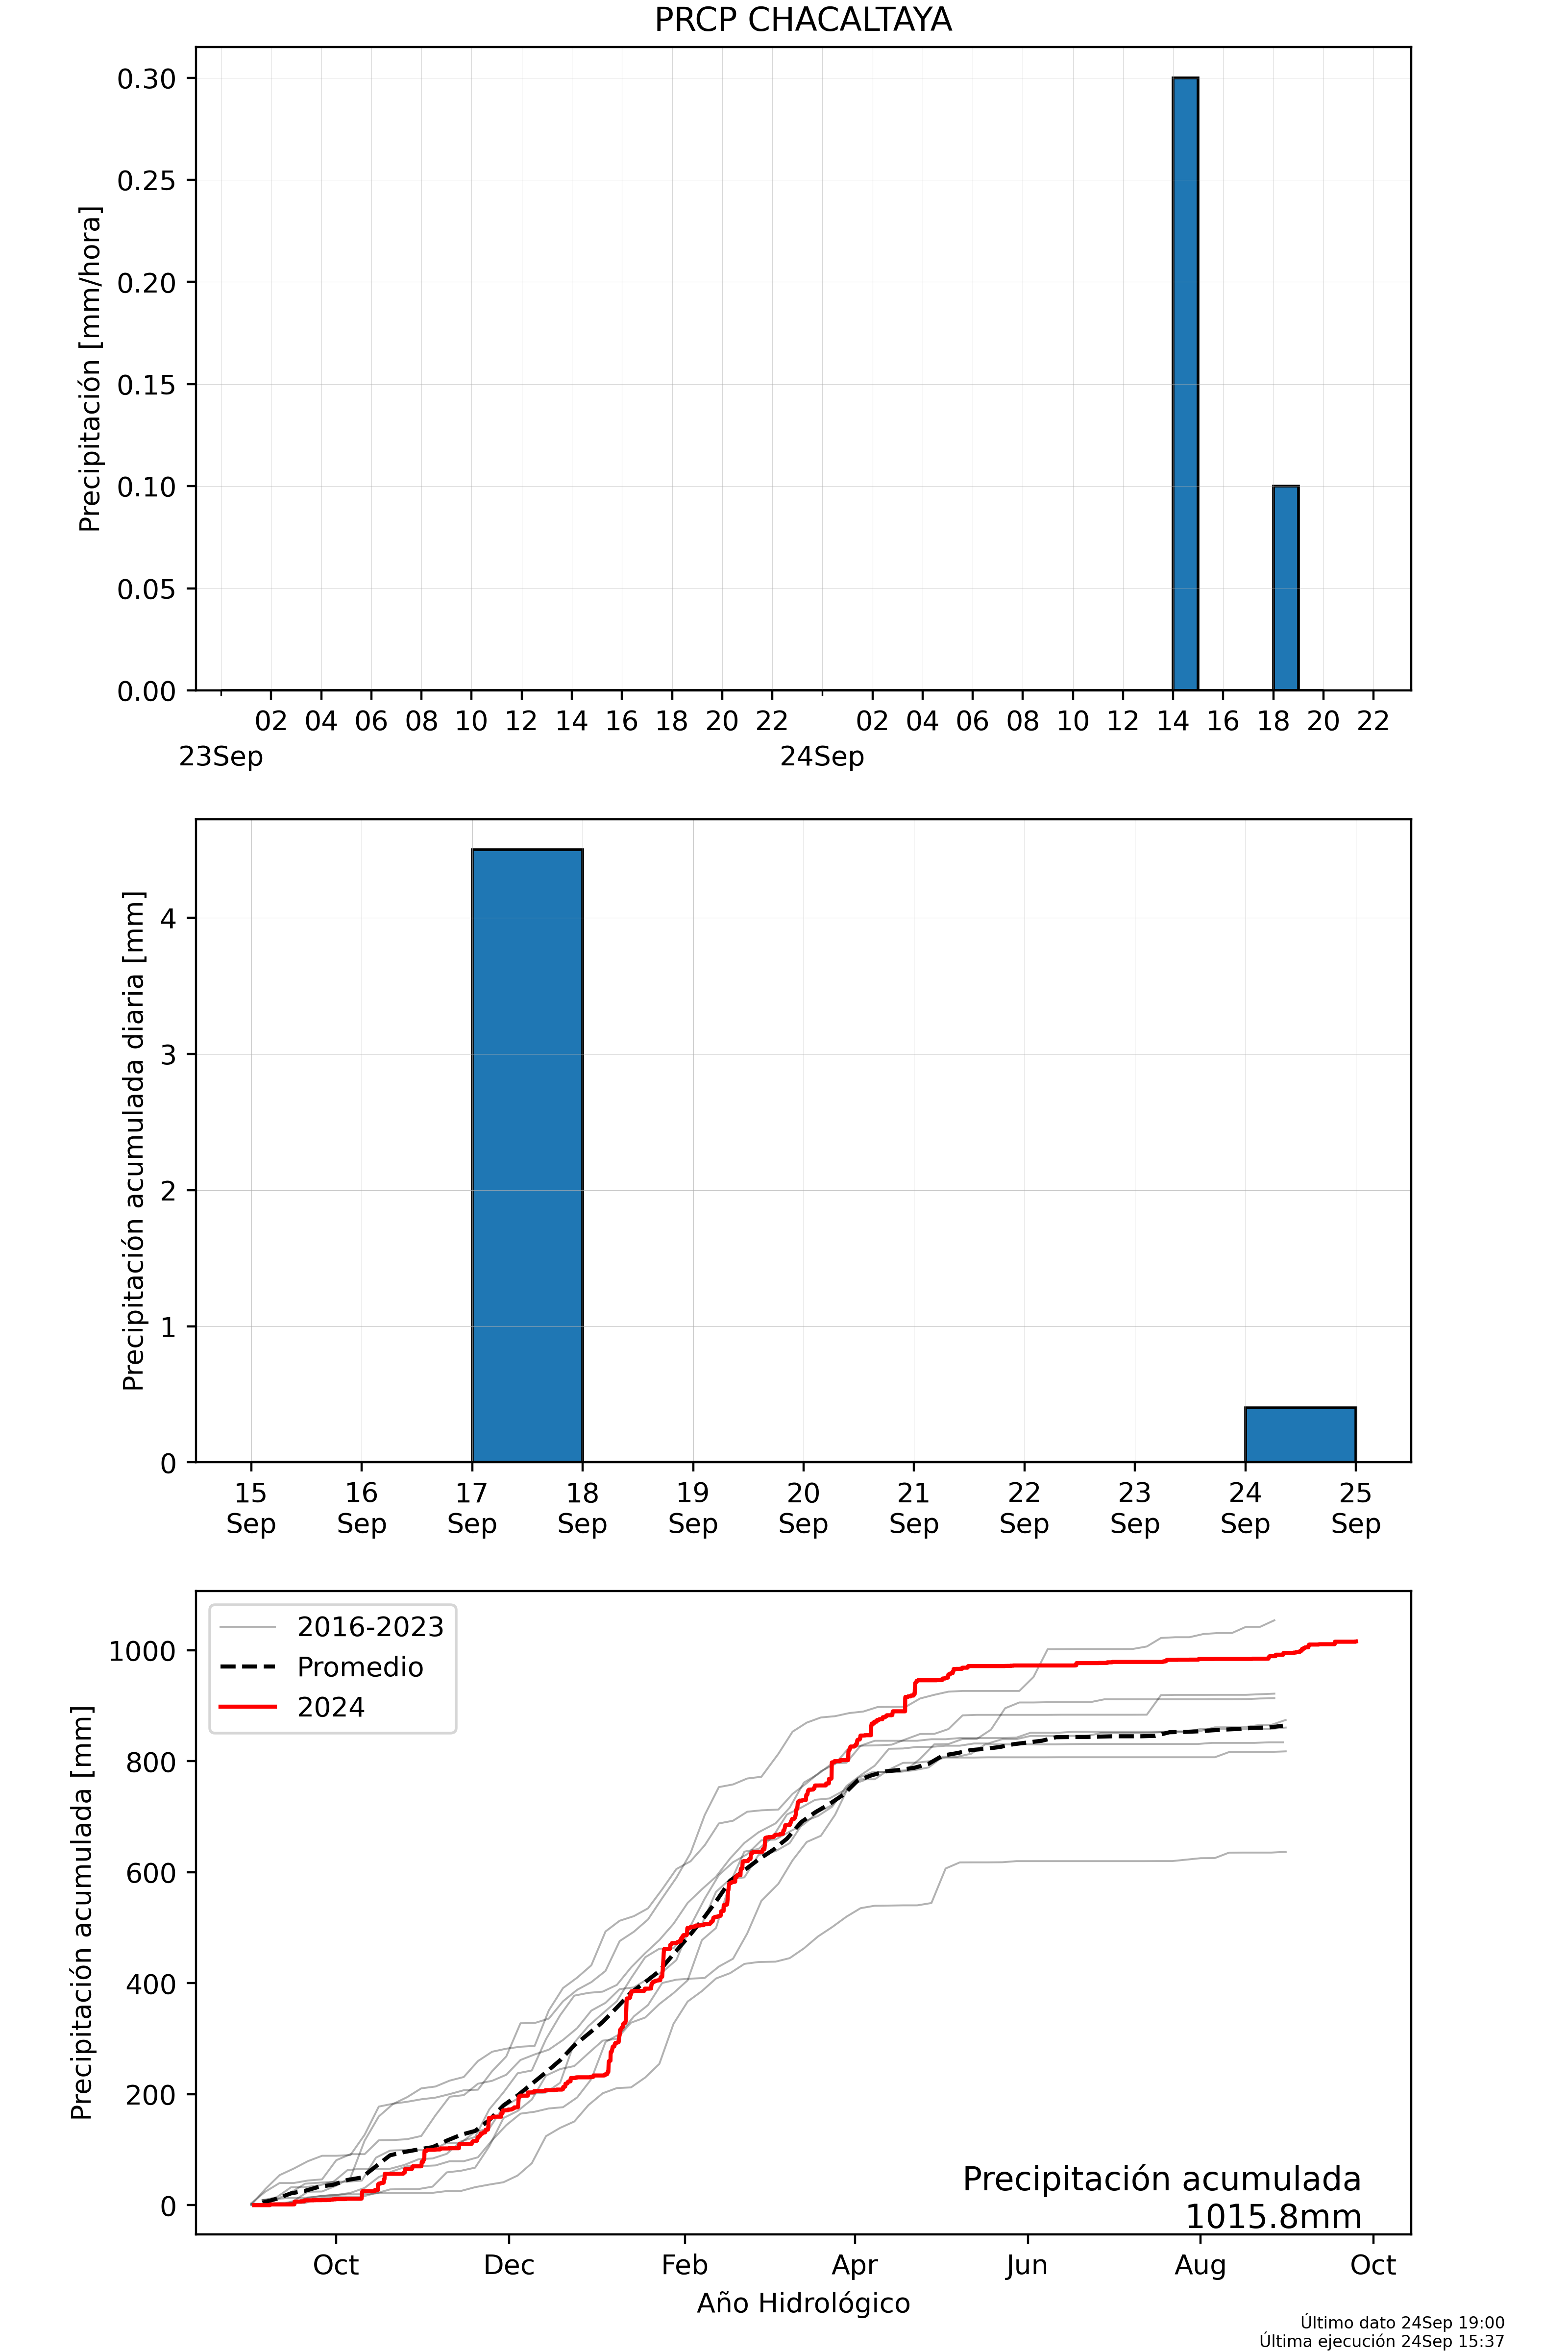 PRCP CHACALTAYA
Precipitación [mm/hora]
0.30
0.25
0.20
0.15
0.10
0.05
0.00
02 04 06 08 10 12 14 16 18 20 22 02 04 06 08 10 12 14 16 18 20 22
23Sep 24Sep
Precipitación acumulada diaria [mm]
4
3
2
1
0
15 16 17 18 19 20 21 22 23 24 25
Sep Sep Sep Sep Sep Sep Sep Sep Sep Sep Sep
Precipitación acumulada [mm]
1000
800
600
400
200
0
2016-2023
Promedio
2024
Precipitación acumulada
1015.8mm
Oct Dec Feb Apr Jun Aug Oct
Año Hidrológico
Último dato 24Sep 19:00
Última ejecución 24Sep 15:37